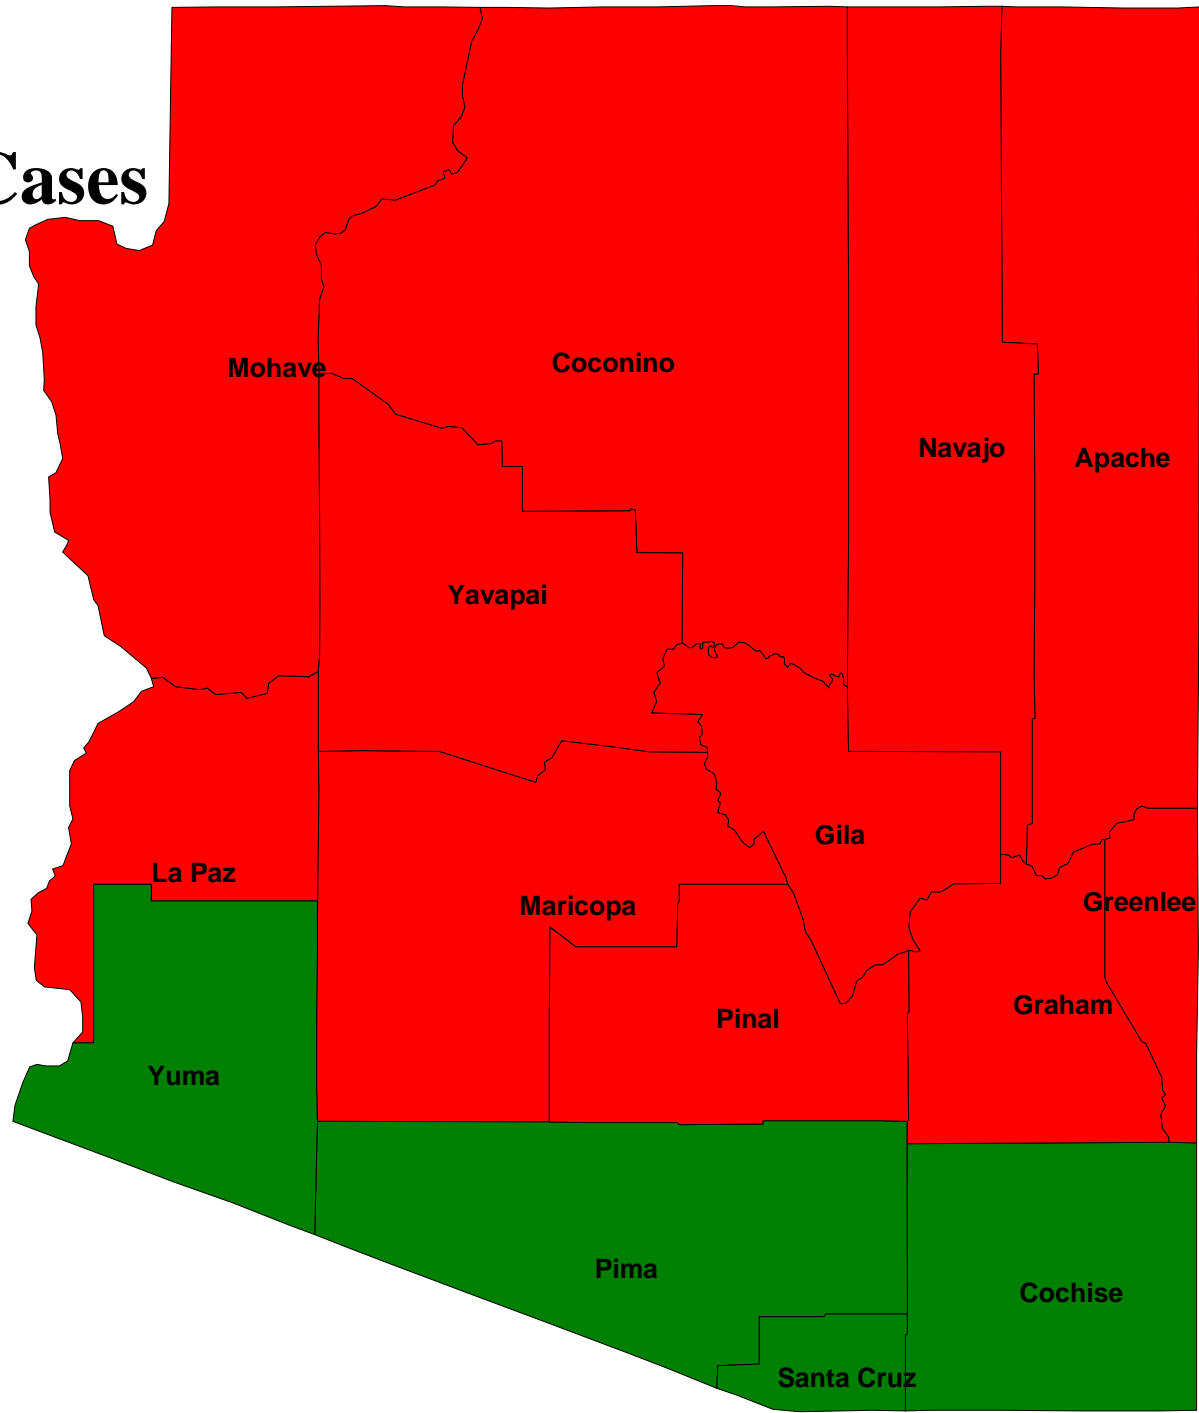 Cases
Mohave
Coconino
Navajo
Apache
Yavapai
Gila
La Paz
Maricopa
Greenlee
Graham
Pinal
Yuma
Pima
Cochise
Santa Cruz